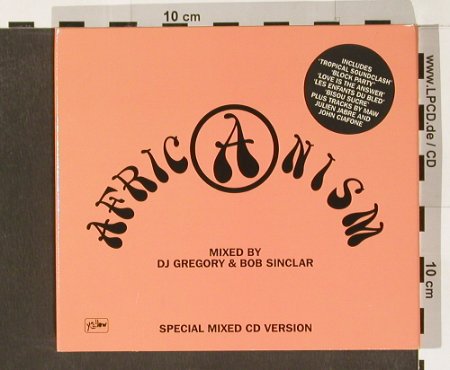 10 cm
INCLUDES
'TROPICAL SOUNDCLASH'
'BLOCK PARTY'
'LOVE IS THE ANSWER'
'LES ENFANTS DU BLED'
'BISOU SUCRE'
PLUS TRACKS BY MAW
JULIEN JABRE AND
JOHN CIAFONE
www.LPCD.de / CD
AFRICANISM
MIXED BY
DJ GREGORY & BOB SINCLAR
10 cm
yellow
SPECIAL MIXED CD VERSION